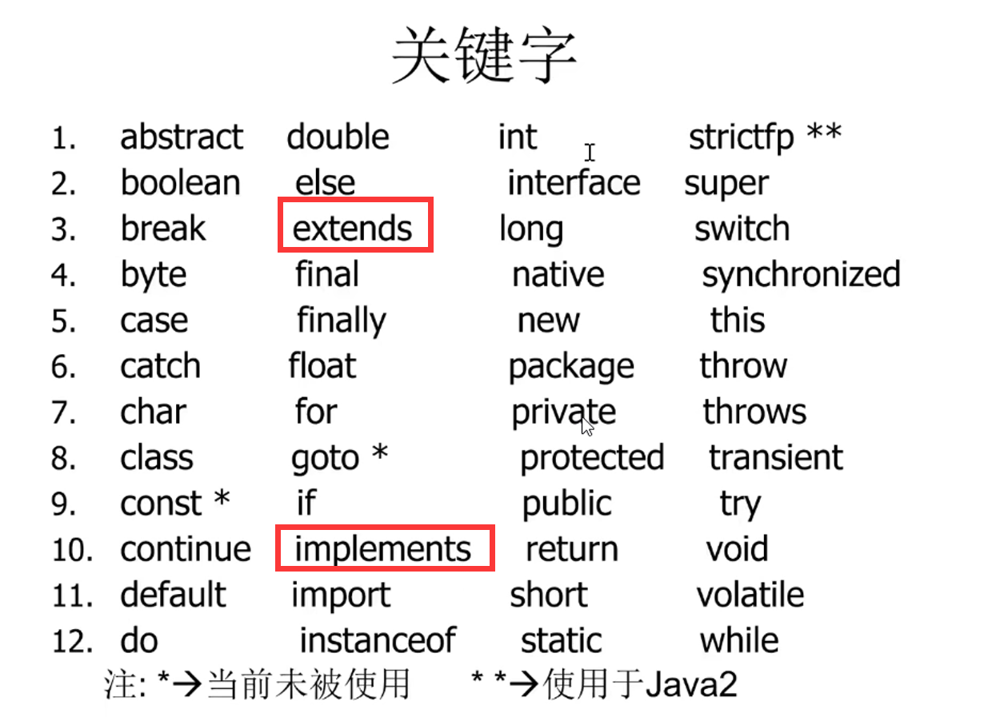 关键字
1. abstract double int strictfp **
2. boolean else interface super
3. break extends long switch
4. byte final native synchronized
5. case finally new this
6. catch float package throw
7. char for private throws
8. class goto * protected transient
9. const * if public try
10. continue implements return void
11. default import short volatile
12. do instanceof static while
注: *→当前未被使用 * *→使用于Java2